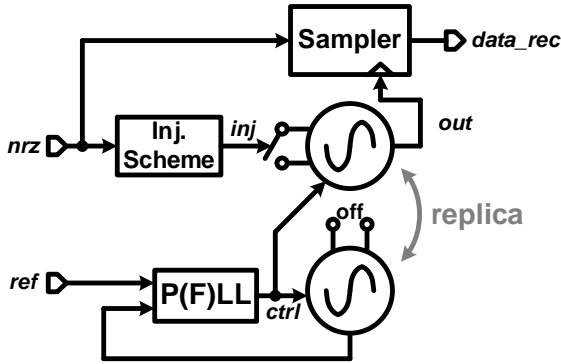 Sampler
data_rec
nrz
Inj.
Scheme
inj
out
off
replica
ref
P(F)LL
ctrl